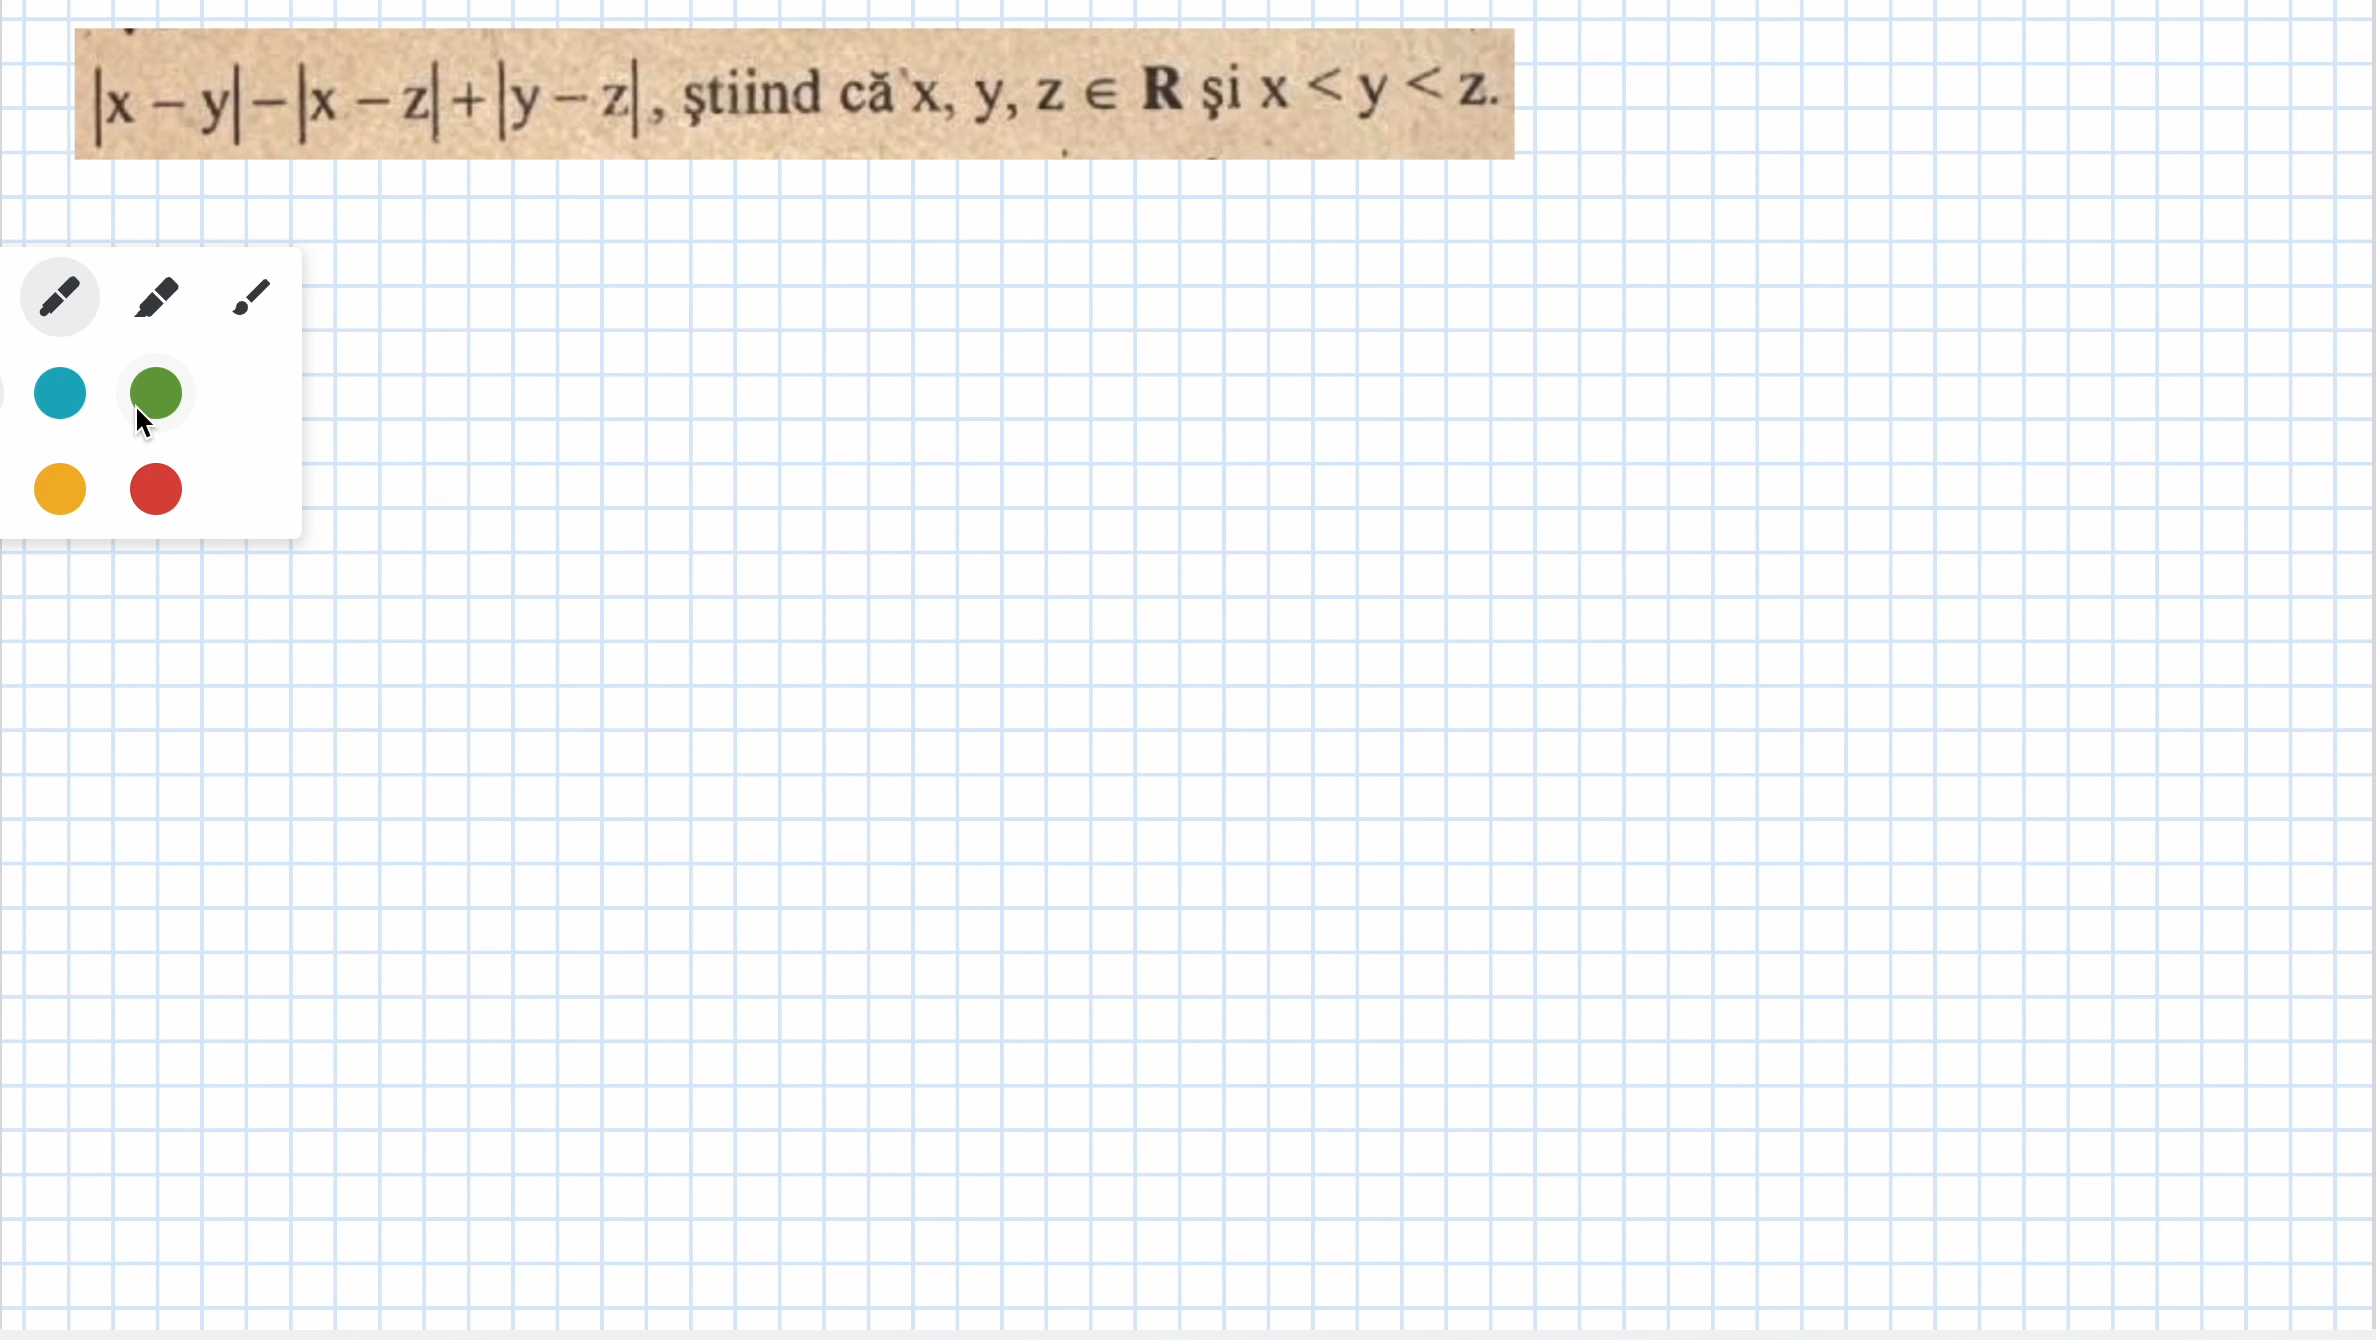 |x – y| – |x – z| + |y – z|, ştiind că x, y, z ∈ R şi x < y < z.